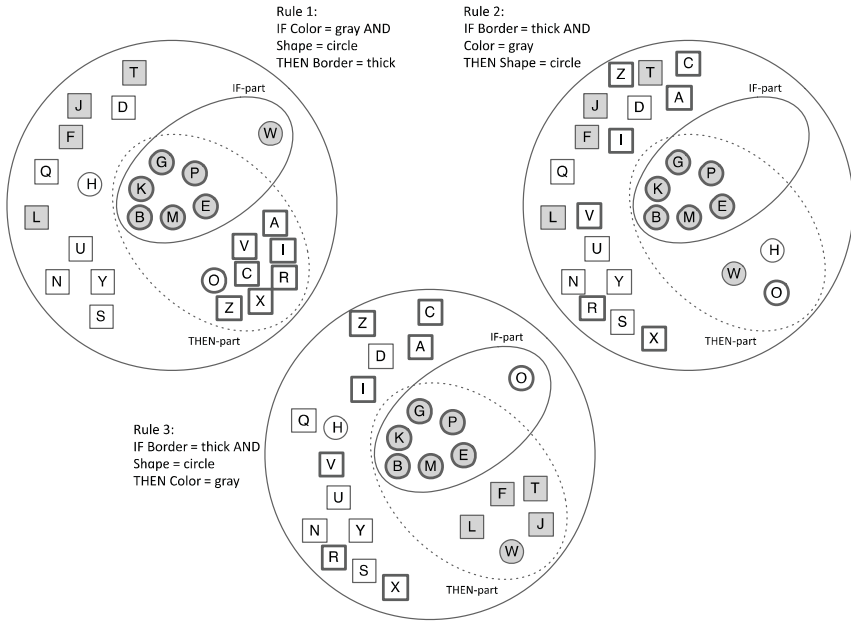 Rule 1:
IF Color = gray AND
Shape = circle
THEN Border = thick
Rule 2:
IF Border = thick AND
Color = gray
THEN Shape = circle
T
J
D
F
IF-part
W
Q
H
G
P
K
E
B
M
L
A
V
I
U
C
R
O
N
Y
Z
X
S
THEN-part
Z
T
C
J
D
A
IF-part
F
I
G
P
Q
K
E
B
M
L
V
U
H
W
N
Y
O
R
S
X
THEN-part
Rule 3:
IF Border = thick AND
Shape = circle
THEN Color = gray
Z
C
D
A
IF-part
I
O
G
P
Q
H
K
E
B
M
V
U
F
T
L
J
N
Y
W
R
S
X
THEN-part